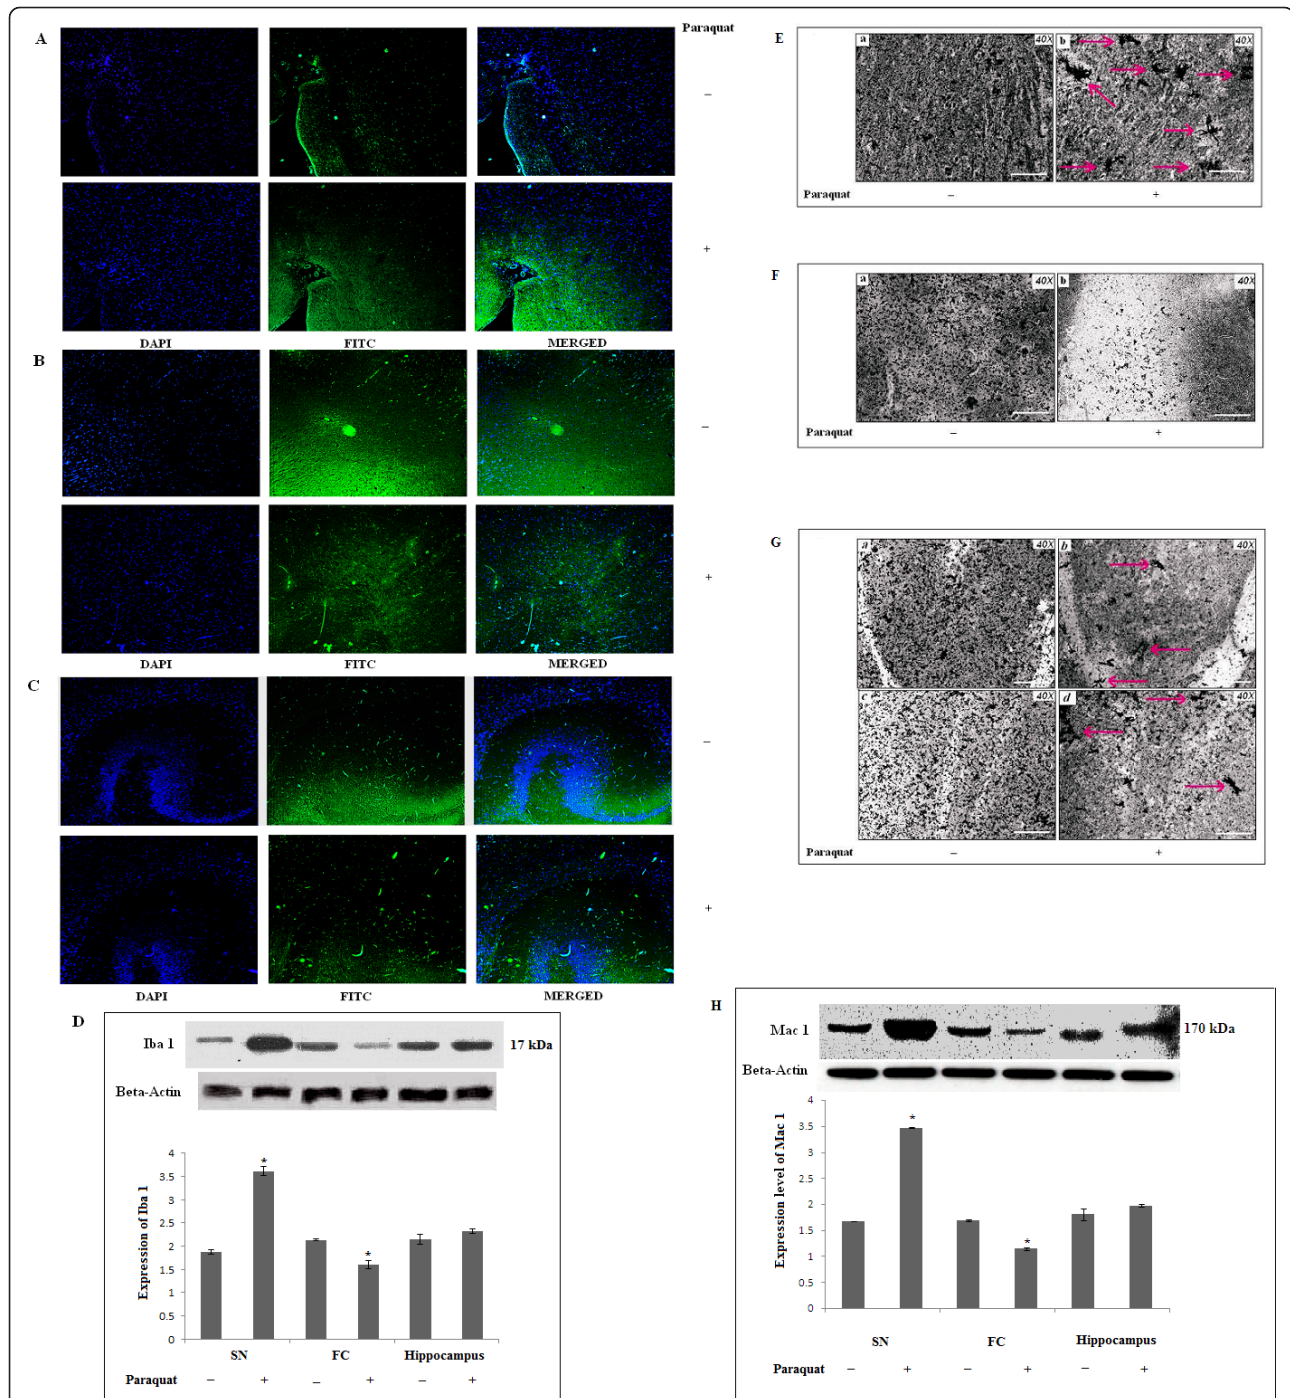 Paraquat
A
–
+
DAPI FITC MERGED
B
–
+
DAPI FITC MERGED
C
–
+
DAPI FITC MERGED
D
Iba 1 17 kDa
Beta-Actin
Expression of Iba 1
4
3.5
3
2.5
2
1.5
1
0.5
0
* *
SN FC Hippocampus
Paraquat – + – + – +
E
a 40X b 40X
Paraquat – +
F
a 40X b 40X
Paraquat – +
G
a 40X b 40X
c 40X d 40X
Paraquat – +
H
Mac 1 170 kDa
Beta-Actin
Expression level of Mac 1
4
3.5
3
2.5
2
1.5
1
0.5
0
* *
SN FC Hippocampus
Paraquat – + – + – +